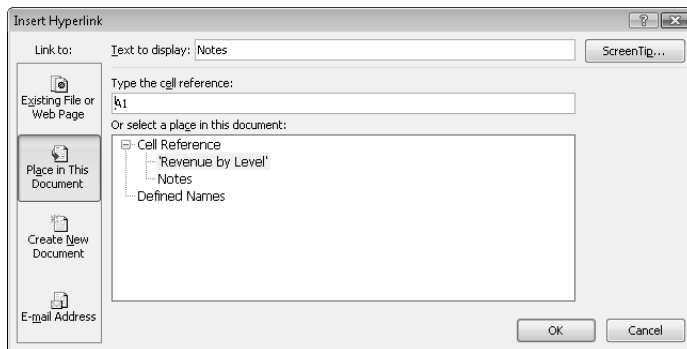 Insert Hyperlink
Link to:
Text to display: Notes
ScreenTip...
Existing File or
Web Page
Place in This
Document
Create New
Document
E-mail Address
Type the cell reference:
A1
Or select a place in this document:
Cell Reference
'Revenue by Level'
Notes
Defined Names
OK
Cancel